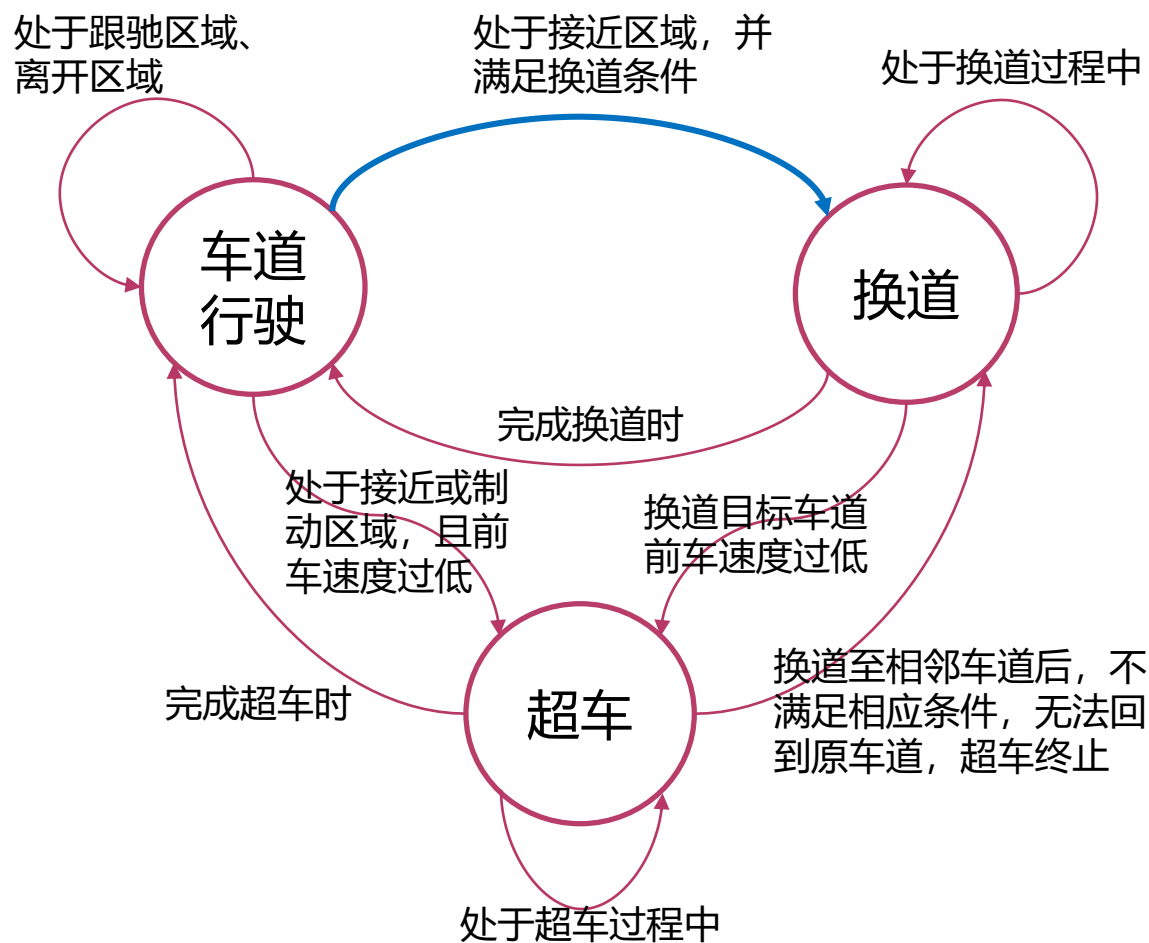 处于跟驰区域、
离开区域
处于接近区域，并
满足换道条件
处于换道过程中
车道
行驶
换道
完成换道时
处于接近或制
动区域，且前
车速度过低
换道目标车道
前车速度过低
完成超车时
超车
换道至相邻车道后，不
满足相应条件，无法回
到原车道，超车终止
处于超车过程中